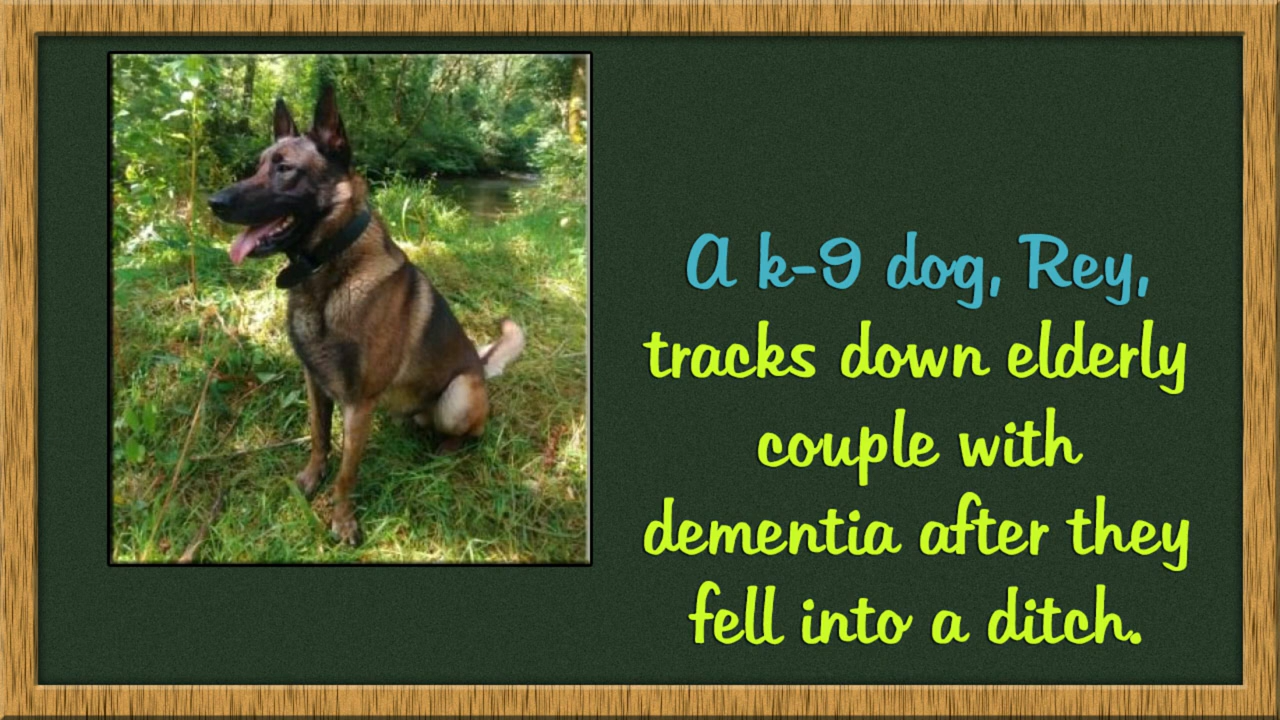 A k-9 dog, Rey,
tracks down elderly
couple with
dementia after they
fell into a ditch.